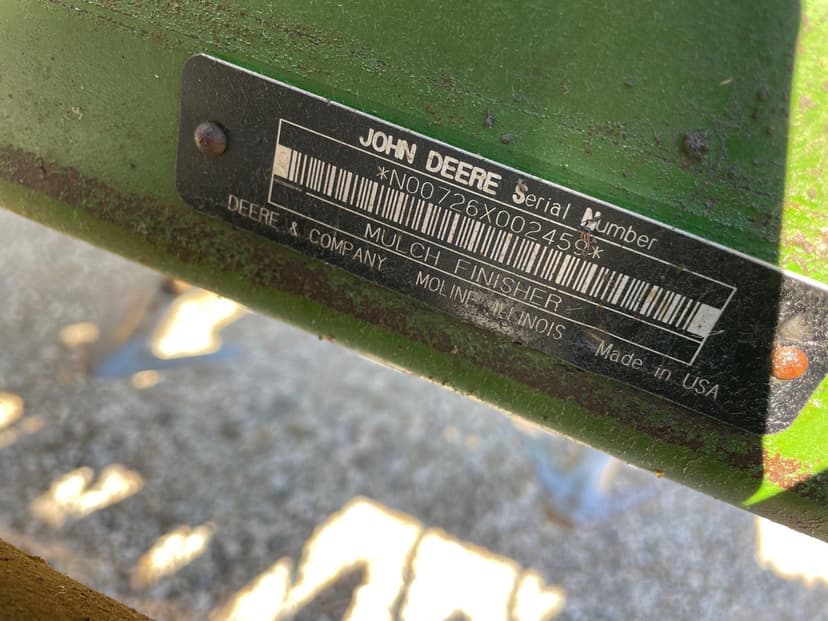 JOHN DEERE Serial Number
*N00726X002459*
MULCH FINISHER
DEERE & COMPANY MOLINE ILLINOIS Made in USA